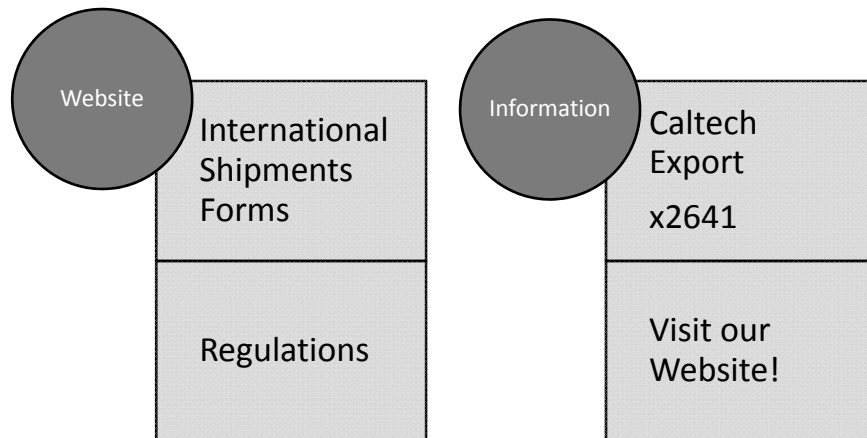 Website
International
Shipments
Forms
Regulations
Information
Caltech
Export
x2641
Visit our
Website!